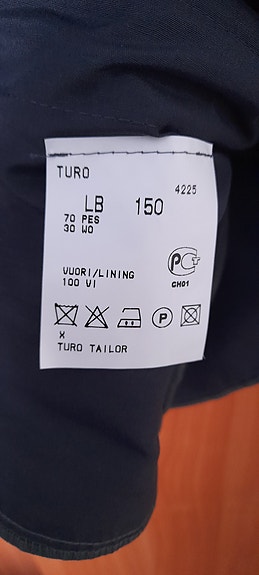 TURO
4225
LB 150
70 PES
30 WO
VUORI/LINING
100 VI
CH01
P
X
TURO TAILOR